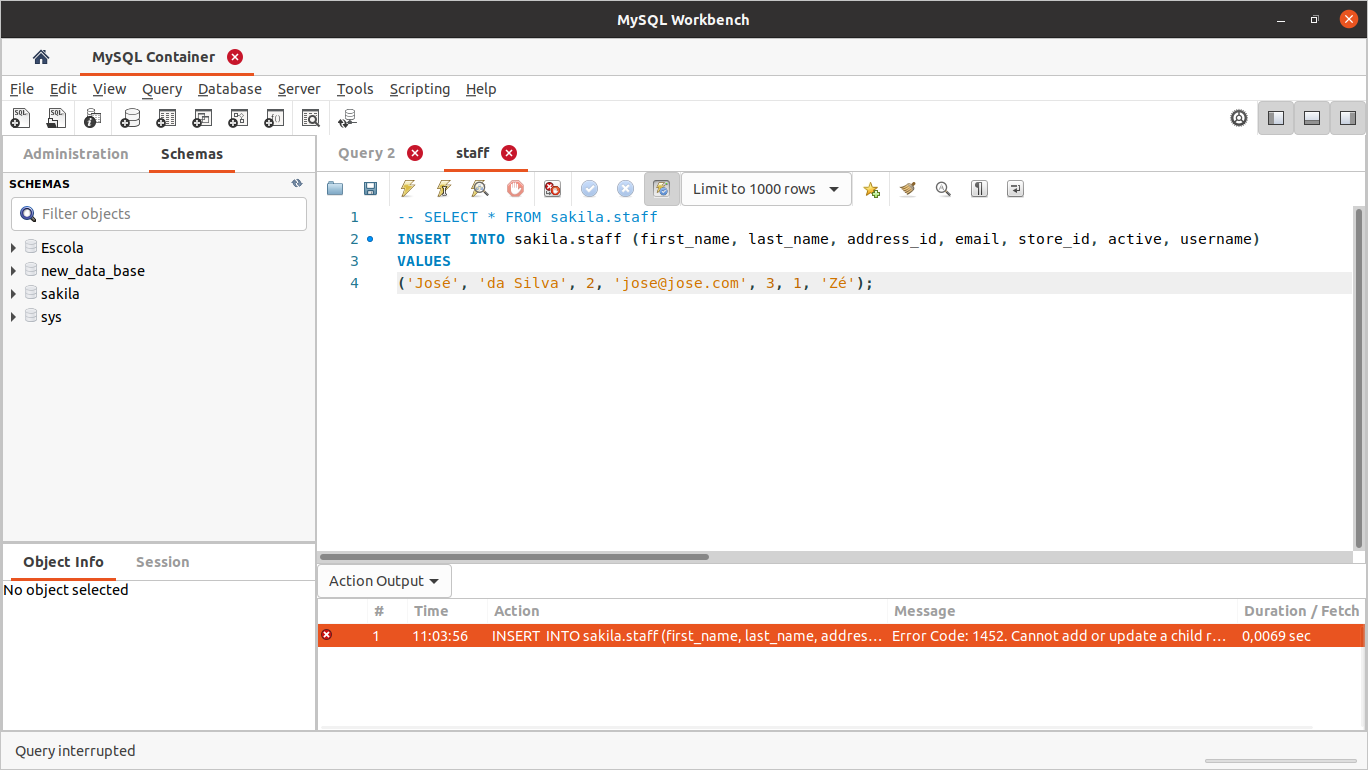 MySQL Workbench
MySQL Container
File Edit View Query Database Server Tools Scripting Help
Administration Schemas
Query 2 staff
SCHEMAS
Filter objects
Limit to 1000 rows
Escola
new_data_base
sakila
sys
1 -- SELECT * FROM sakila.staff
2 INSERT  INTO sakila.staff (first_name, last_name, address_id, email, store_id, active, username)
3 VALUES
4 ('José', 'da Silva', 2, 'jose@jose.com', 3, 1, 'Zé');
Object Info Session
No object selected
Action Output
# Time Action Message Duration / Fetch
1 11:03:56 INSERT  INTO sakila.staff (first_name, last_name, addres… Error Code: 1452. Cannot add or update a child r… 0,0069 sec
Query interrupted